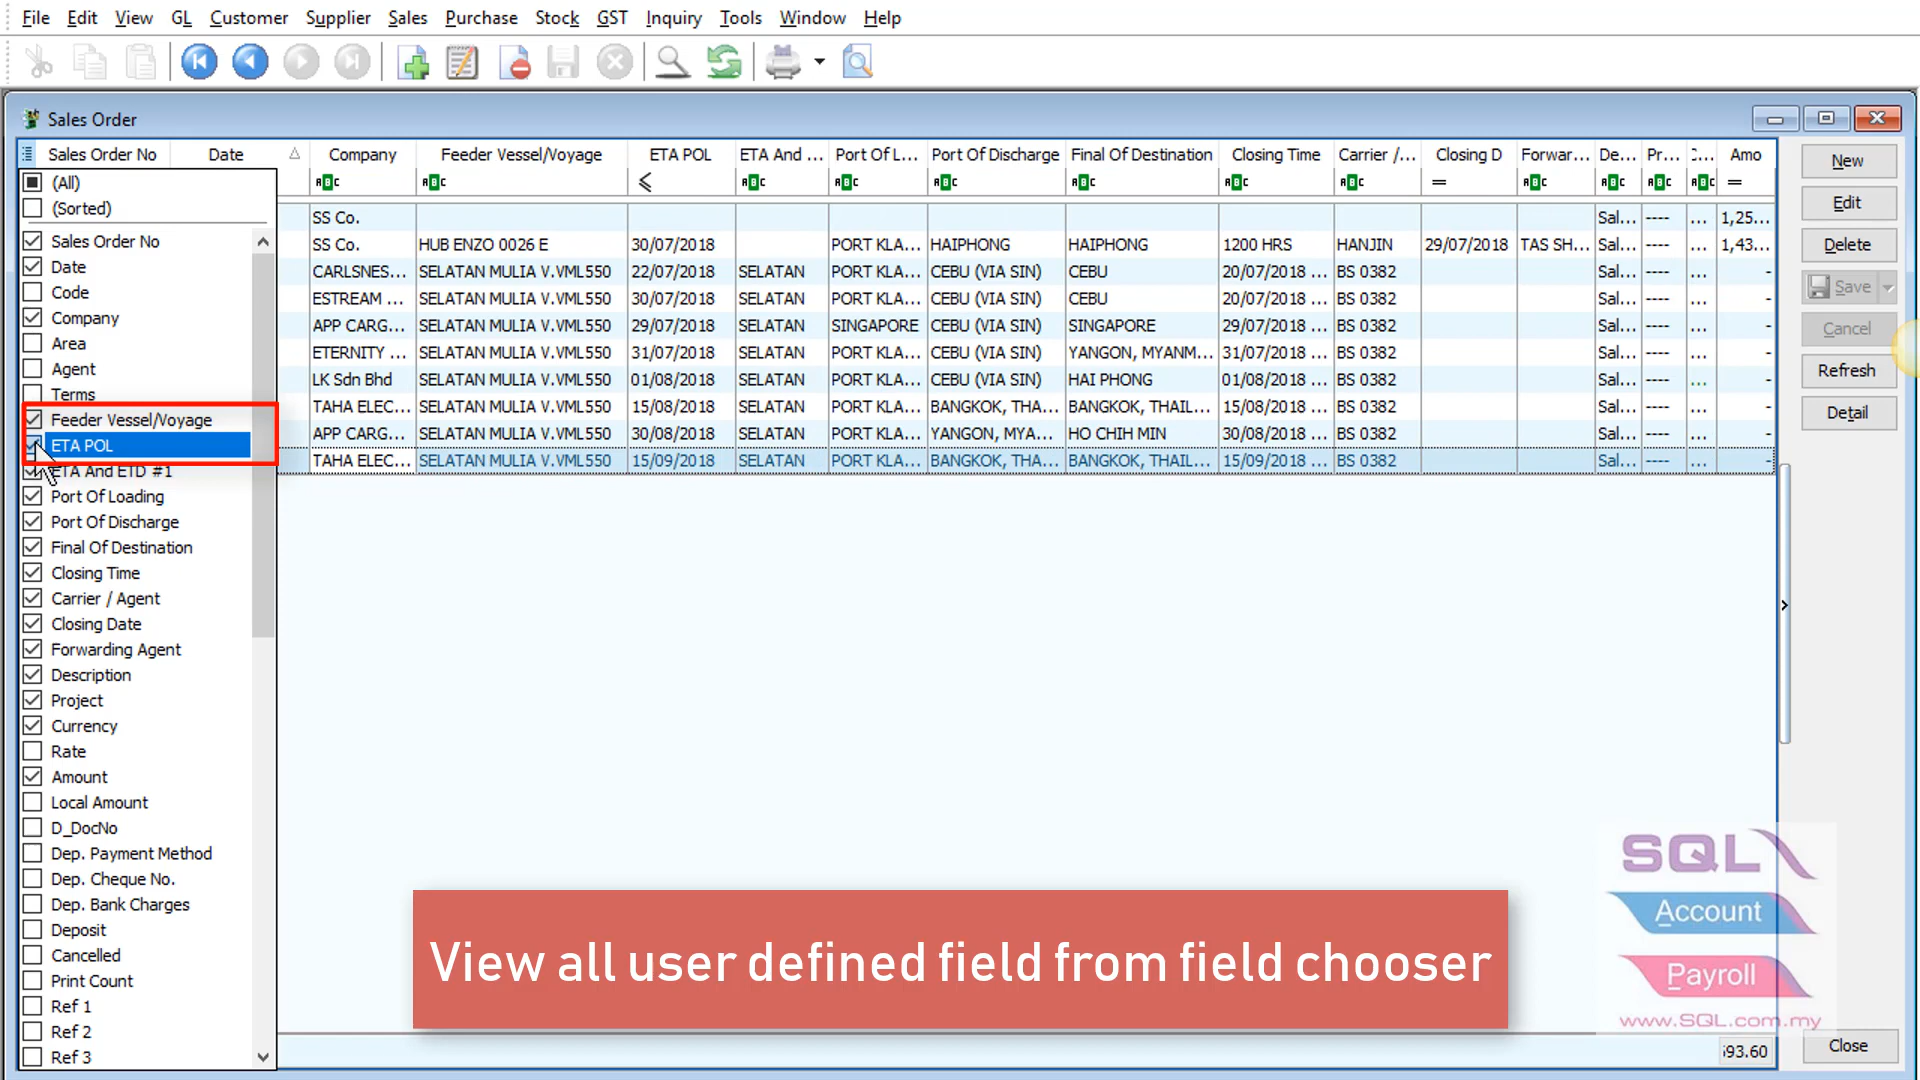 File Edit View GL Customer Supplier Sales Purchase Stock GST Inquiry Tools Window Help
Sales Order
Sales Order No Date Company Feeder Vessel/Voyage ETA POL ETA And ... Port Of L... Port Of Discharge Final Of Destination Closing Time Carrier /... Closing D Forwar... De... Pr... Amo
New
Edit
Delete
Save
Cancel
Refresh
Detail
(All)
(Sorted)
Sales Order No
Date
Code
Company
Area
Agent
Terms
Feeder Vessel/Voyage
ETA POL
ETA And ETD #1
Port Of Loading
Port Of Discharge
Final Of Destination
Closing Time
Carrier / Agent
Closing Date
Forwarding Agent
Description
Project
Currency
Rate
Amount
Local Amount
D_DocNo
Dep. Payment Method
Dep. Cheque No.
Dep. Bank Charges
Deposit
Cancelled
Print Count
Ref 1
Ref 2
Ref 3
SS Co. Sal... ---- ... 1,25...
SS Co. HUB ENZO 0026 E 30/07/2018 PORT KLA... HAIPHONG HAIPHONG 1200 HRS HANJIN 29/07/2018 TAS SH... Sal... ---- ... 1,43...
CARLSNES... SELATAN MULIA V.VML550 22/07/2018 SELATAN PORT KLA... CEBU (VIA SIN) CEBU 20/07/2018 ... BS 0382 Sal... ---- ... -
ESTREAM ... SELATAN MULIA V.VML550 30/07/2018 SELATAN PORT KLA... CEBU (VIA SIN) CEBU 20/07/2018 ... BS 0382 Sal... ---- ... -
APP CARG... SELATAN MULIA V.VML550 29/07/2018 SELATAN SINGAPORE CEBU (VIA SIN) SINGAPORE 29/07/2018 ... BS 0382 Sal... ---- ... -
ETERNITY ... SELATAN MULIA V.VML550 31/07/2018 SELATAN PORT KLA... CEBU (VIA SIN) YANGON, MYANM... 31/07/2018 ... BS 0382 Sal... ---- ... -
LK Sdn Bhd SELATAN MULIA V.VML550 01/08/2018 SELATAN PORT KLA... CEBU (VIA SIN) HAI PHONG 01/08/2018 ... BS 0382 Sal... ---- ... -
TAHA ELEC... SELATAN MULIA V.VML550 15/08/2018 SELATAN PORT KLA... BANGKOK, THA... BANGKOK, THAIL... 15/08/2018 ... BS 0382 Sal... ---- ... -
APP CARG... SELATAN MULIA V.VML550 30/08/2018 SELATAN PORT KLA... YANGON, MYA... HO CHIH MIN 30/08/2018 ... BS 0382 Sal... ---- ... -
TAHA ELEC... SELATAN MULIA V.VML550 15/09/2018 SELATAN PORT KLA... BANGKOK, THA... BANGKOK, THAIL... 15/09/2018 ... BS 0382 Sal... ---- ... -
View all user defined field from field chooser
SQL
Account
Payroll
www.SQL.com.my
Close